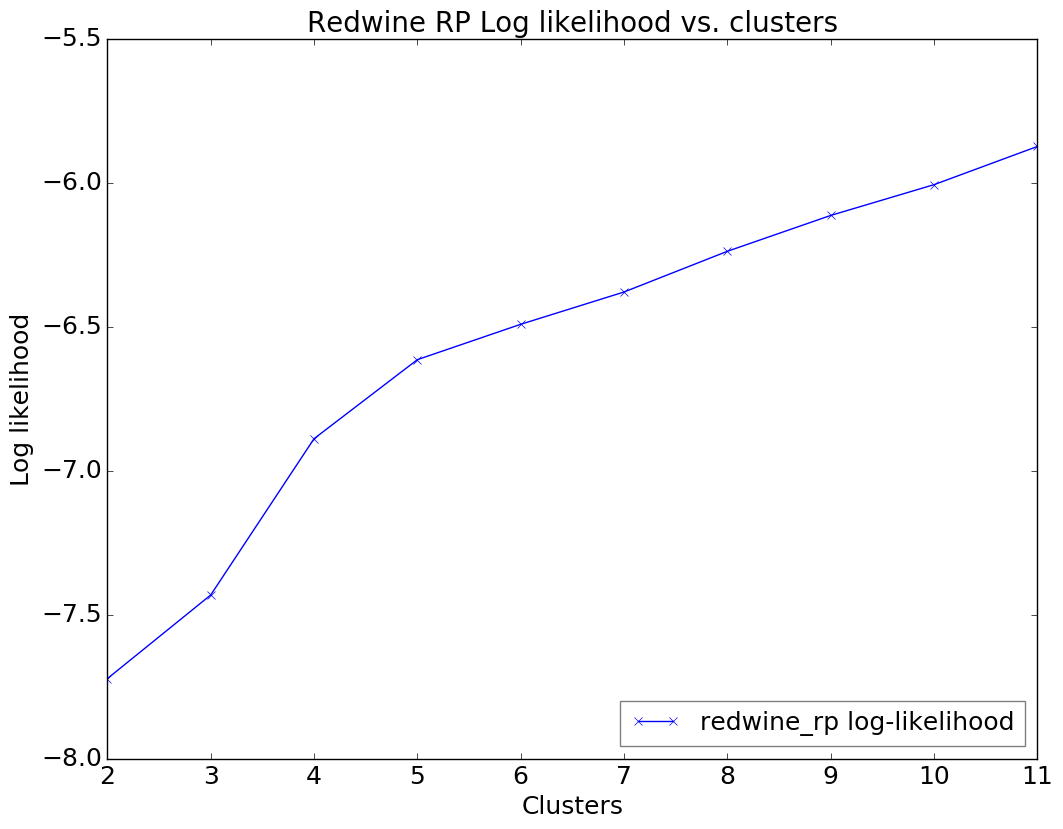 Redwine RP Log likelihood vs. clusters
−5.5
−6.0
−6.5
−7.0
−7.5
−8.0
Log likelihood
redwine_rp log-likelihood
2 3 4 5 6 7 8 9 10 11
Clusters